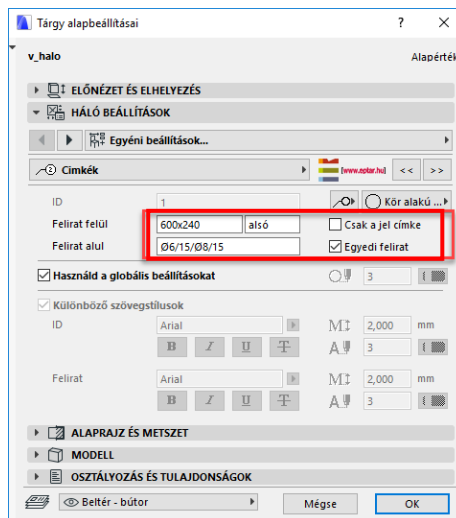 Tárgy alapbeállításai ? ×
v_halo Alapérték
ELŐNÉZET ÉS ELHELYEZÉS
HÁLÓ BEÁLLÍTÁSOK
Egyéni beállítások...
Címkék [www.eptar.hu] << >>
ID 1 Kör alakú ...
Felirat felül 600x240 alsó Csak a jel címke
Felirat alul Ø6/15/Ø8/15 Egyedi felirat
Használd a globális beállításokat 3
Különböző szövegstílusok
ID Arial 2,000 mm
B I U T 3
Felirat Arial 2,000 mm
B I U T 3
ALAPRAJZ ÉS METSZET
MODELL
OSZTÁLYOZÁS ÉS TULAJDONSÁGOK
Beltér - bútor Mégse OK